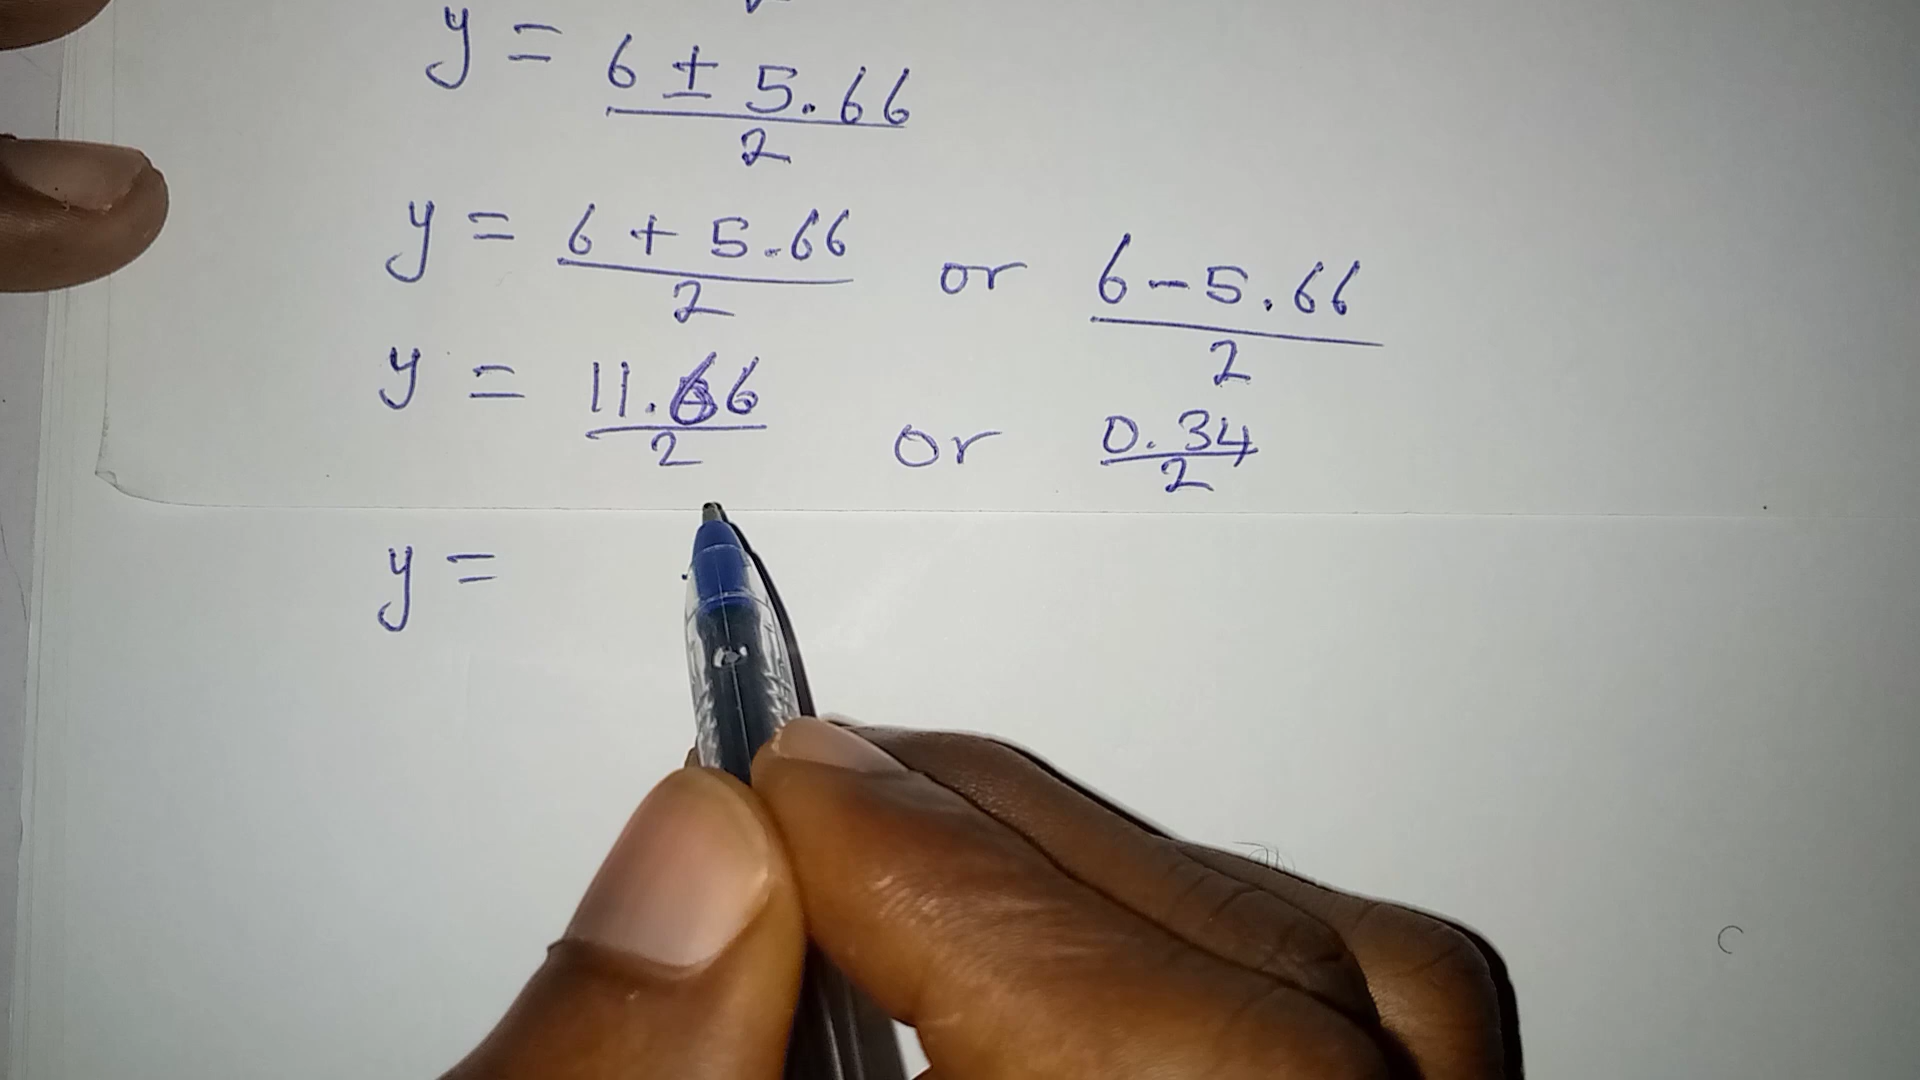 y = 6 ± 5.66 / 2
y = 6 + 5.66 / 2 or 6 - 5.66 / 2
y = 11.66 / 2 or 0.34 / 2
y =